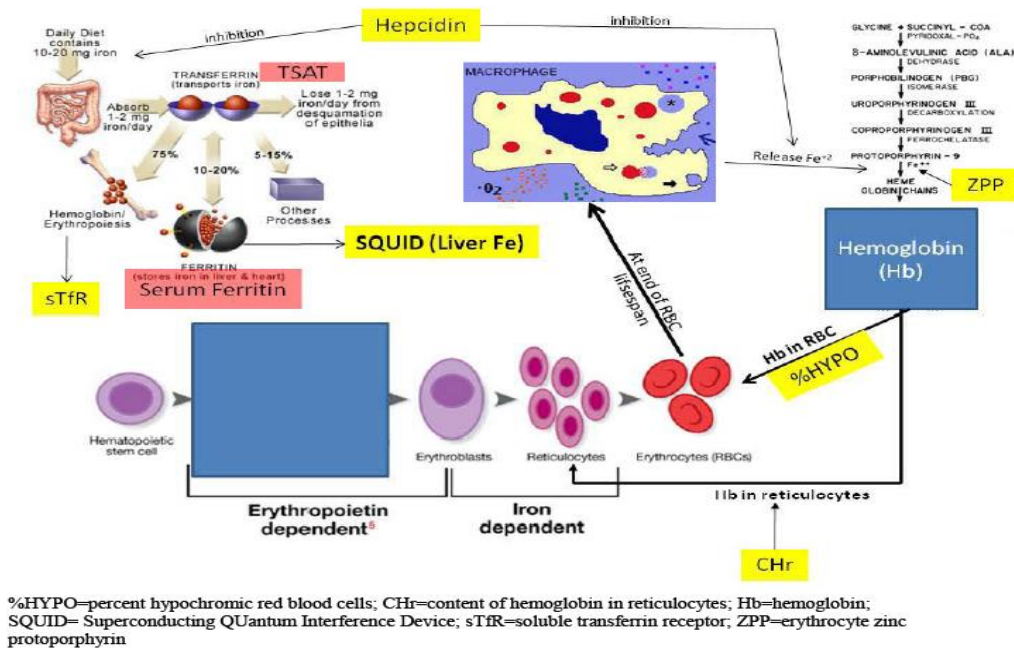 Hepcidin
inhibition
inhibition
Daily Diet
contains
10-20 mg iron
TRANSFERRIN
(transports iron)
TSAT
Absorb
1-2 mg
iron/day
Lose 1-2 mg
iron/day from
desquamation
of epithelia
75%
10-20%
5-15%
Hemoglobin/
Erythropoiesis
Other
Processes
FERRITIN
(stores iron in liver & heart)
Serum Ferritin
SQUID (Liver Fe)
sTfR
MACROPHAGE
*
·O2
Release Fe+2
At end of RBC
lifsespan
GLYCINE + SUCCINYL - COA
PYRIDOXAL-PO4
δ-AMINOLEVULINIC ACID (ALA)
DEHYDRASE
PORPHOBILINOGEN (PBG)
ISOMERASE
UROPORPHYRINOGEN III
DECARBOXYLATION
COPROPORPHYRINOGEN III
FERROCHELATASE
PROTOPORPHYRIN-9
Fe++
HEME
GLOBIN CHAINS
ZPP
Hemoglobin
(Hb)
Hb in RBC
%HYPO
Hematopoietic
stem cell
Erythroblasts
Reticulocytes
Erythrocytes (RBCs)
Erythropoietin
dependent5
Iron
dependent
Hb in reticulocytes
CHr
%HYPO=percent hypochromic red blood cells; CHr=content of hemoglobin in reticulocytes; Hb=hemoglobin;
SQUID= Superconducting QUantum Interference Device; sTfR=soluble transferrin receptor; ZPP=erythrocyte zinc
protoporphyrin